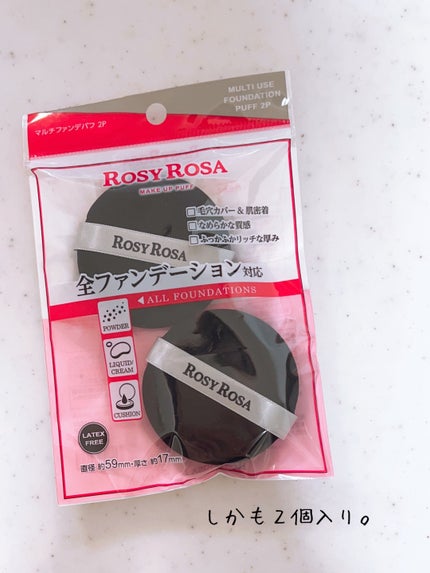 マルチファンデパフ 2P
MULTI USE
FOUNDATION
PUFF 2P
ROSY ROSA
MAKE UP PUFF
毛穴カバー & 肌密着
なめらかな質感
ふっかふかリッチな厚み
ROSY ROSA
全ファンデーション対応
◀ALL FOUNDATIONS
POWDER
LIQUID/
CREAM
CUSHION
ROSY ROSA
LATEX
FREE
直径 約59mm・厚さ 約17mm
しかも2個入り。